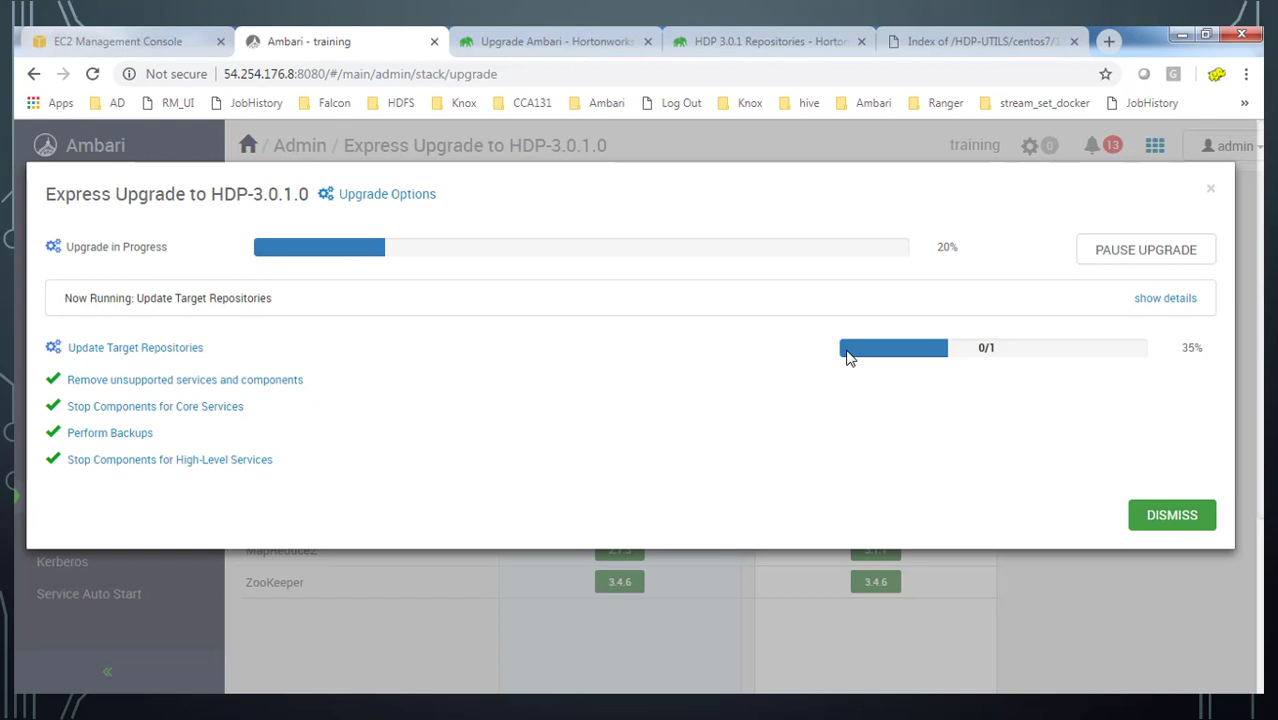 EC2 Management Console
Ambari - training
Upgrade Ambari - Hortonworks
HDP 3.0.1 Repositories - Horto
Index of /HDP-UTILS/centos7/
Not secure 54.254.176.8:8080/#/main/admin/stack/upgrade
G
Apps AD RM_UI JobHistory Falcon HDFS Knox CCA131 Ambari Log Out Knox hive Ambari Ranger stream_set_docker JobHistory »
Ambari / Admin / Express Upgrade to HDP-3.0.1.0 training 0 13 admin
Express Upgrade to HDP-3.0.1.0 Upgrade Options ×
Upgrade in Progress 20% PAUSE UPGRADE
Now Running: Update Target Repositories show details
Update Target Repositories 0/1 35%
Remove unsupported services and components
Stop Components for Core Services
Perform Backups
Stop Components for High-Level Services
DISMISS
Kerberos
ZooKeeper 3.4.6 3.4.6
Service Auto Start
«